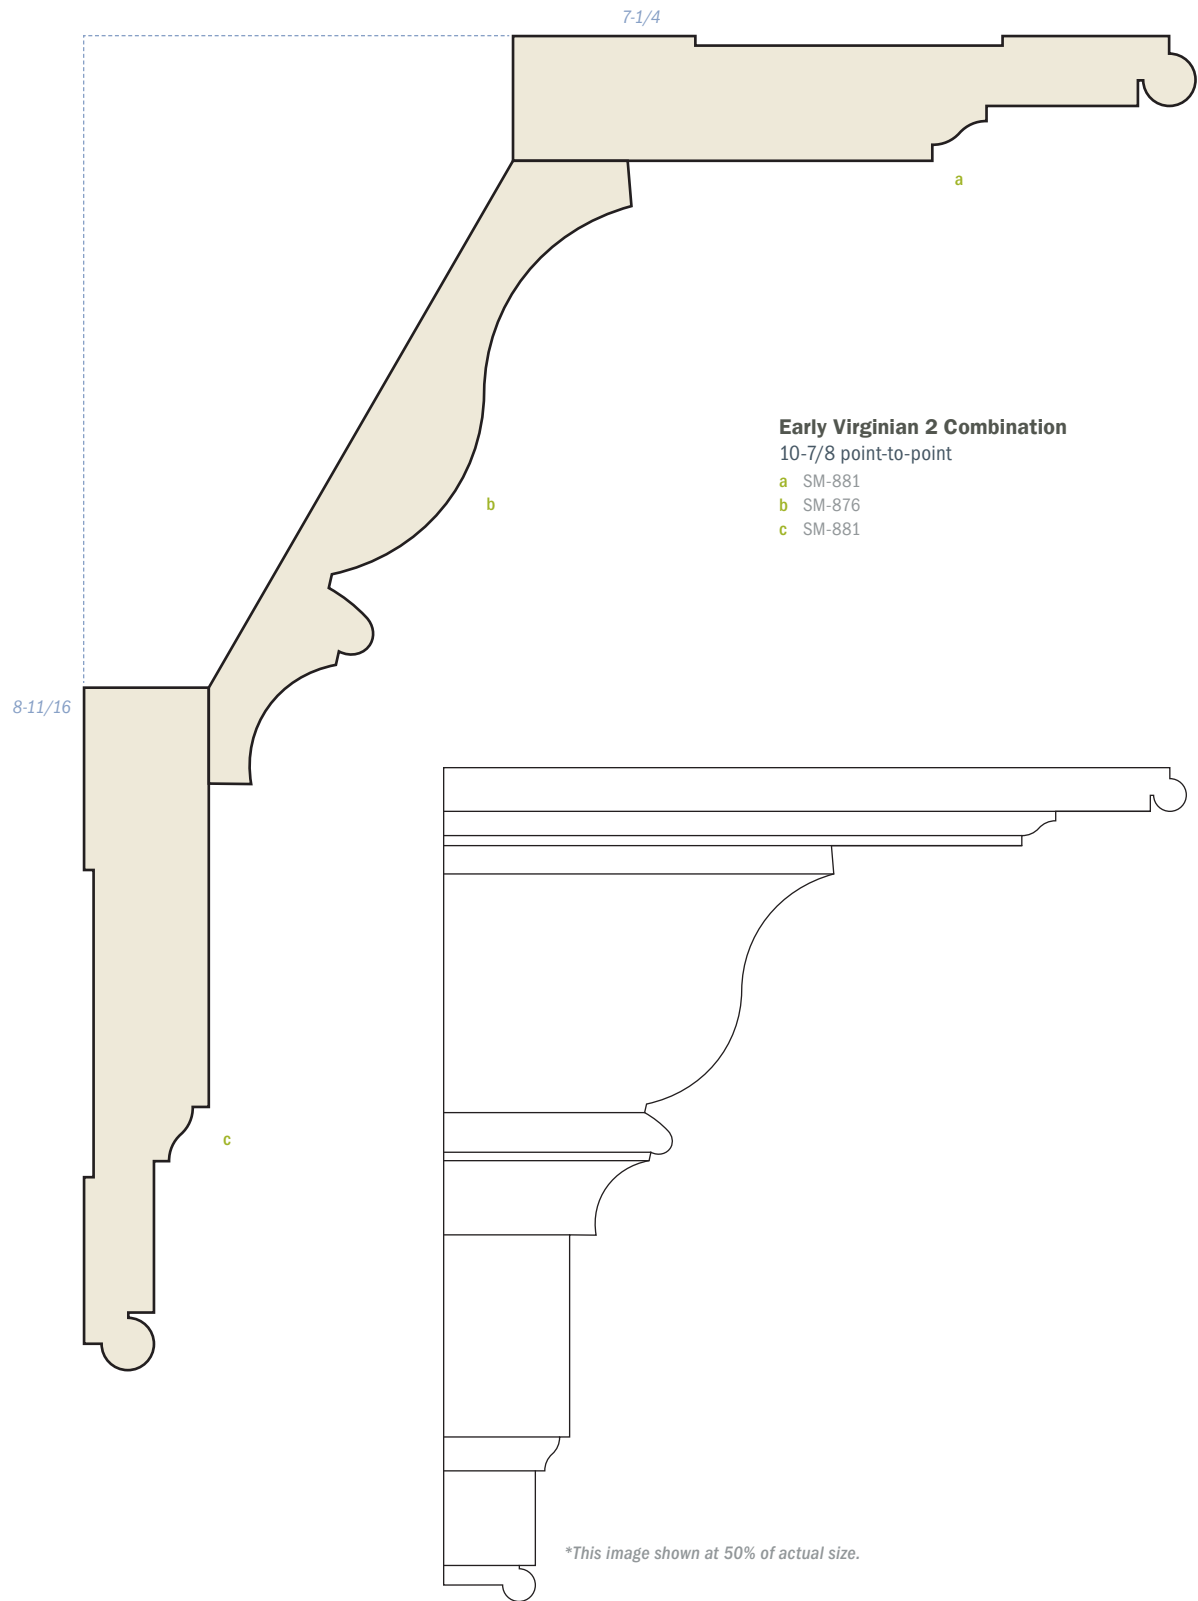 7-1/4
a
Early Virginian 2 Combination
10-7/8 point-to-point
a SM-881
b SM-876
c SM-881
b
8-11/16
c
*This image shown at 50% of actual size.